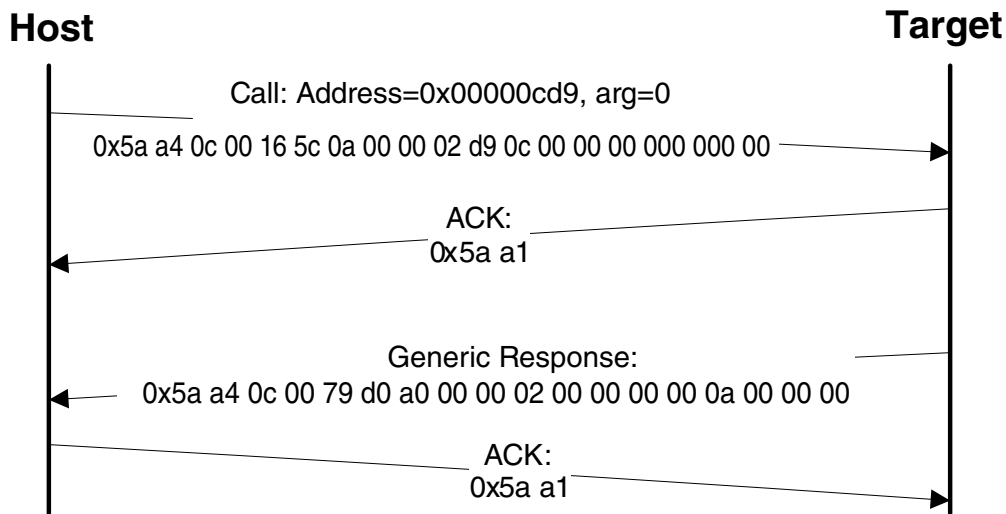 Host
Target
Call: Address=0x00000cd9, arg=0
0x5a a4 0c 00 16 5c 0a 00 00 02 d9 0c 00 00 00 000 000 00
ACK:
0x5a a1
Generic Response:
0x5a a4 0c 00 79 d0 a0 00 00 02 00 00 00 00 0a 00 00 00
ACK:
0x5a a1